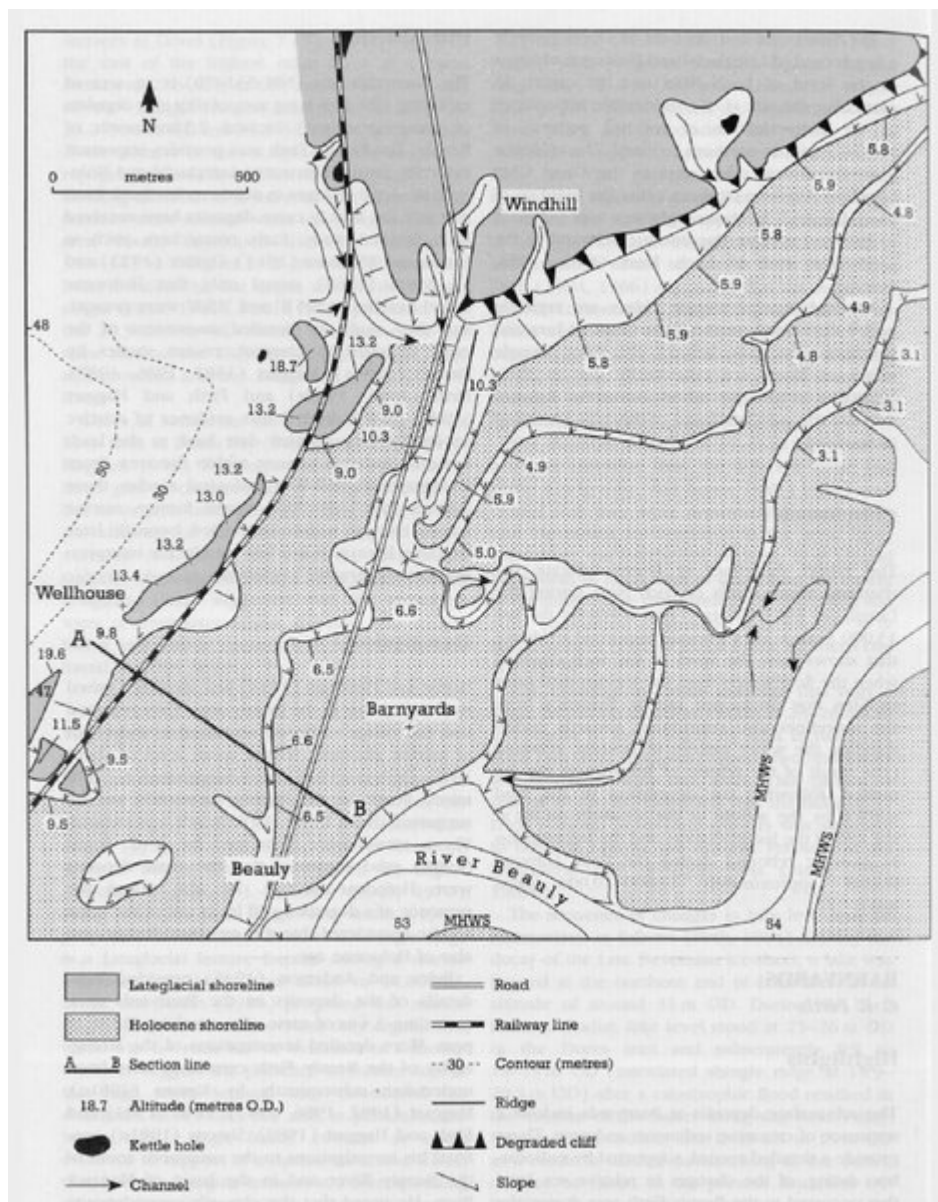 N
0 metres 500
Windhill
5.8
5.9
4.8
5.8
5.9
4.9
48
13.2
5.9
5.8
4.8
3.1
18.7
10.3
3.1
13.2
9.0
10.3
4.9
3.1
9.0
13.2
5.9
50
30
13.0
13.2
5.0
13.4
Wellhouse
6.6
A
9.8
19.6
6.5
47
Barnyards
11.5
6.6
9.5
MHWS
9.5
6.5
B
MHWS
Beauly
River Beauly
MHWS
53
54
Lateglacial shoreline
Road
Holocene shoreline
Railway line
A B Section line
30 Contour (metres)
18.7 Altitude (metres O.D.)
Ridge
Kettle hole
Degraded cliff
Channel
Slope